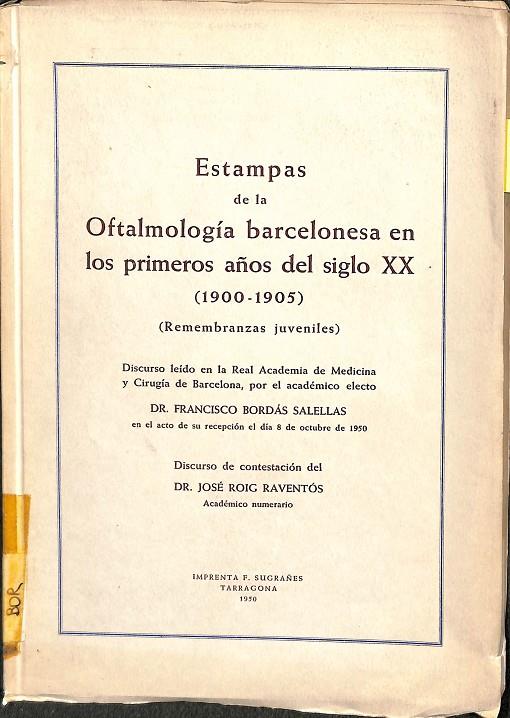 Estampas
de la
Oftalmología barcelonesa en
los primeros años del siglo XX
(1900-1905)
(Remembranzas juveniles)
Discurso leído en la Real Academia de Medicina
y Cirugía de Barcelona, por el académico electo
DR. FRANCISCO BORDÁS SALELLAS
en el acto de su recepción el día 8 de octubre de 1950
Discurso de contestación del
DR. JOSÉ ROIG RAVENTÓS
Académico numerario
IMPRENTA F. SUGRAÑES
TARRAGONA
1950
BOR